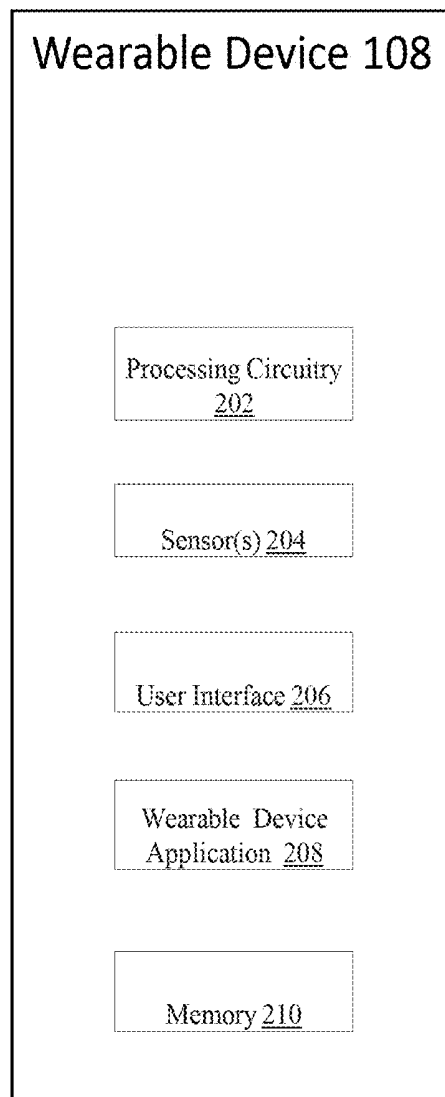 Wearable Device 108
Processing Circuitry
202
Sensor(s) 204
User Interface 206
Wearable Device
Application 208
Memory 210